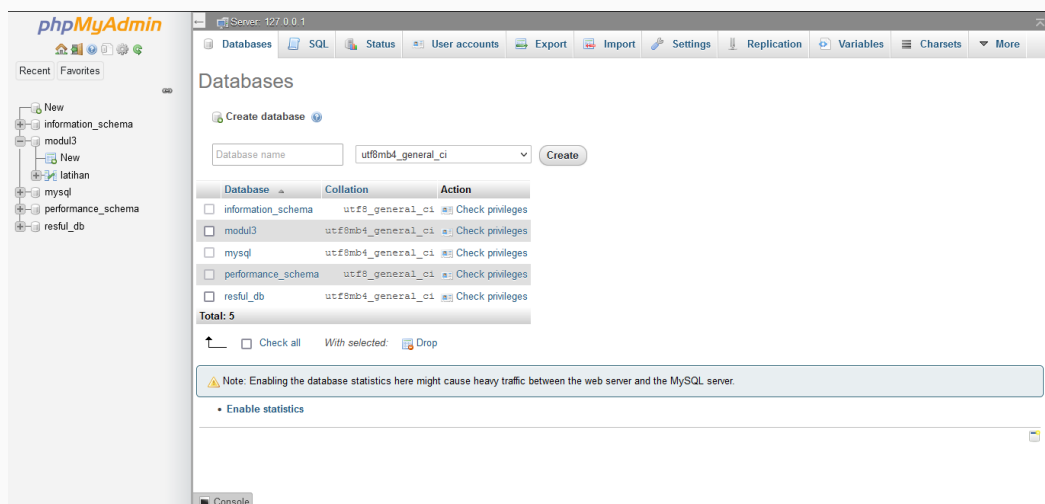 phpMyAdmin
Recent Favorites
New
information_schema
modul3
New
latihan
mysql
performance_schema
resful_db
Server: 127.0.0.1
Databases SQL Status User accounts Export Import Settings Replication Variables Charsets More
Databases
Create database
Database name utf8mb4_general_ci Create
Database Collation Action
information_schema utf8_general_ci Check privileges
modul3 utf8mb4_general_ci Check privileges
mysql utf8mb4_general_ci Check privileges
performance_schema utf8_general_ci Check privileges
resful_db utf8mb4_general_ci Check privileges
Total: 5
Check all With selected: Drop
Note: Enabling the database statistics here might cause heavy traffic between the web server and the MySQL server.
• Enable statistics
Console